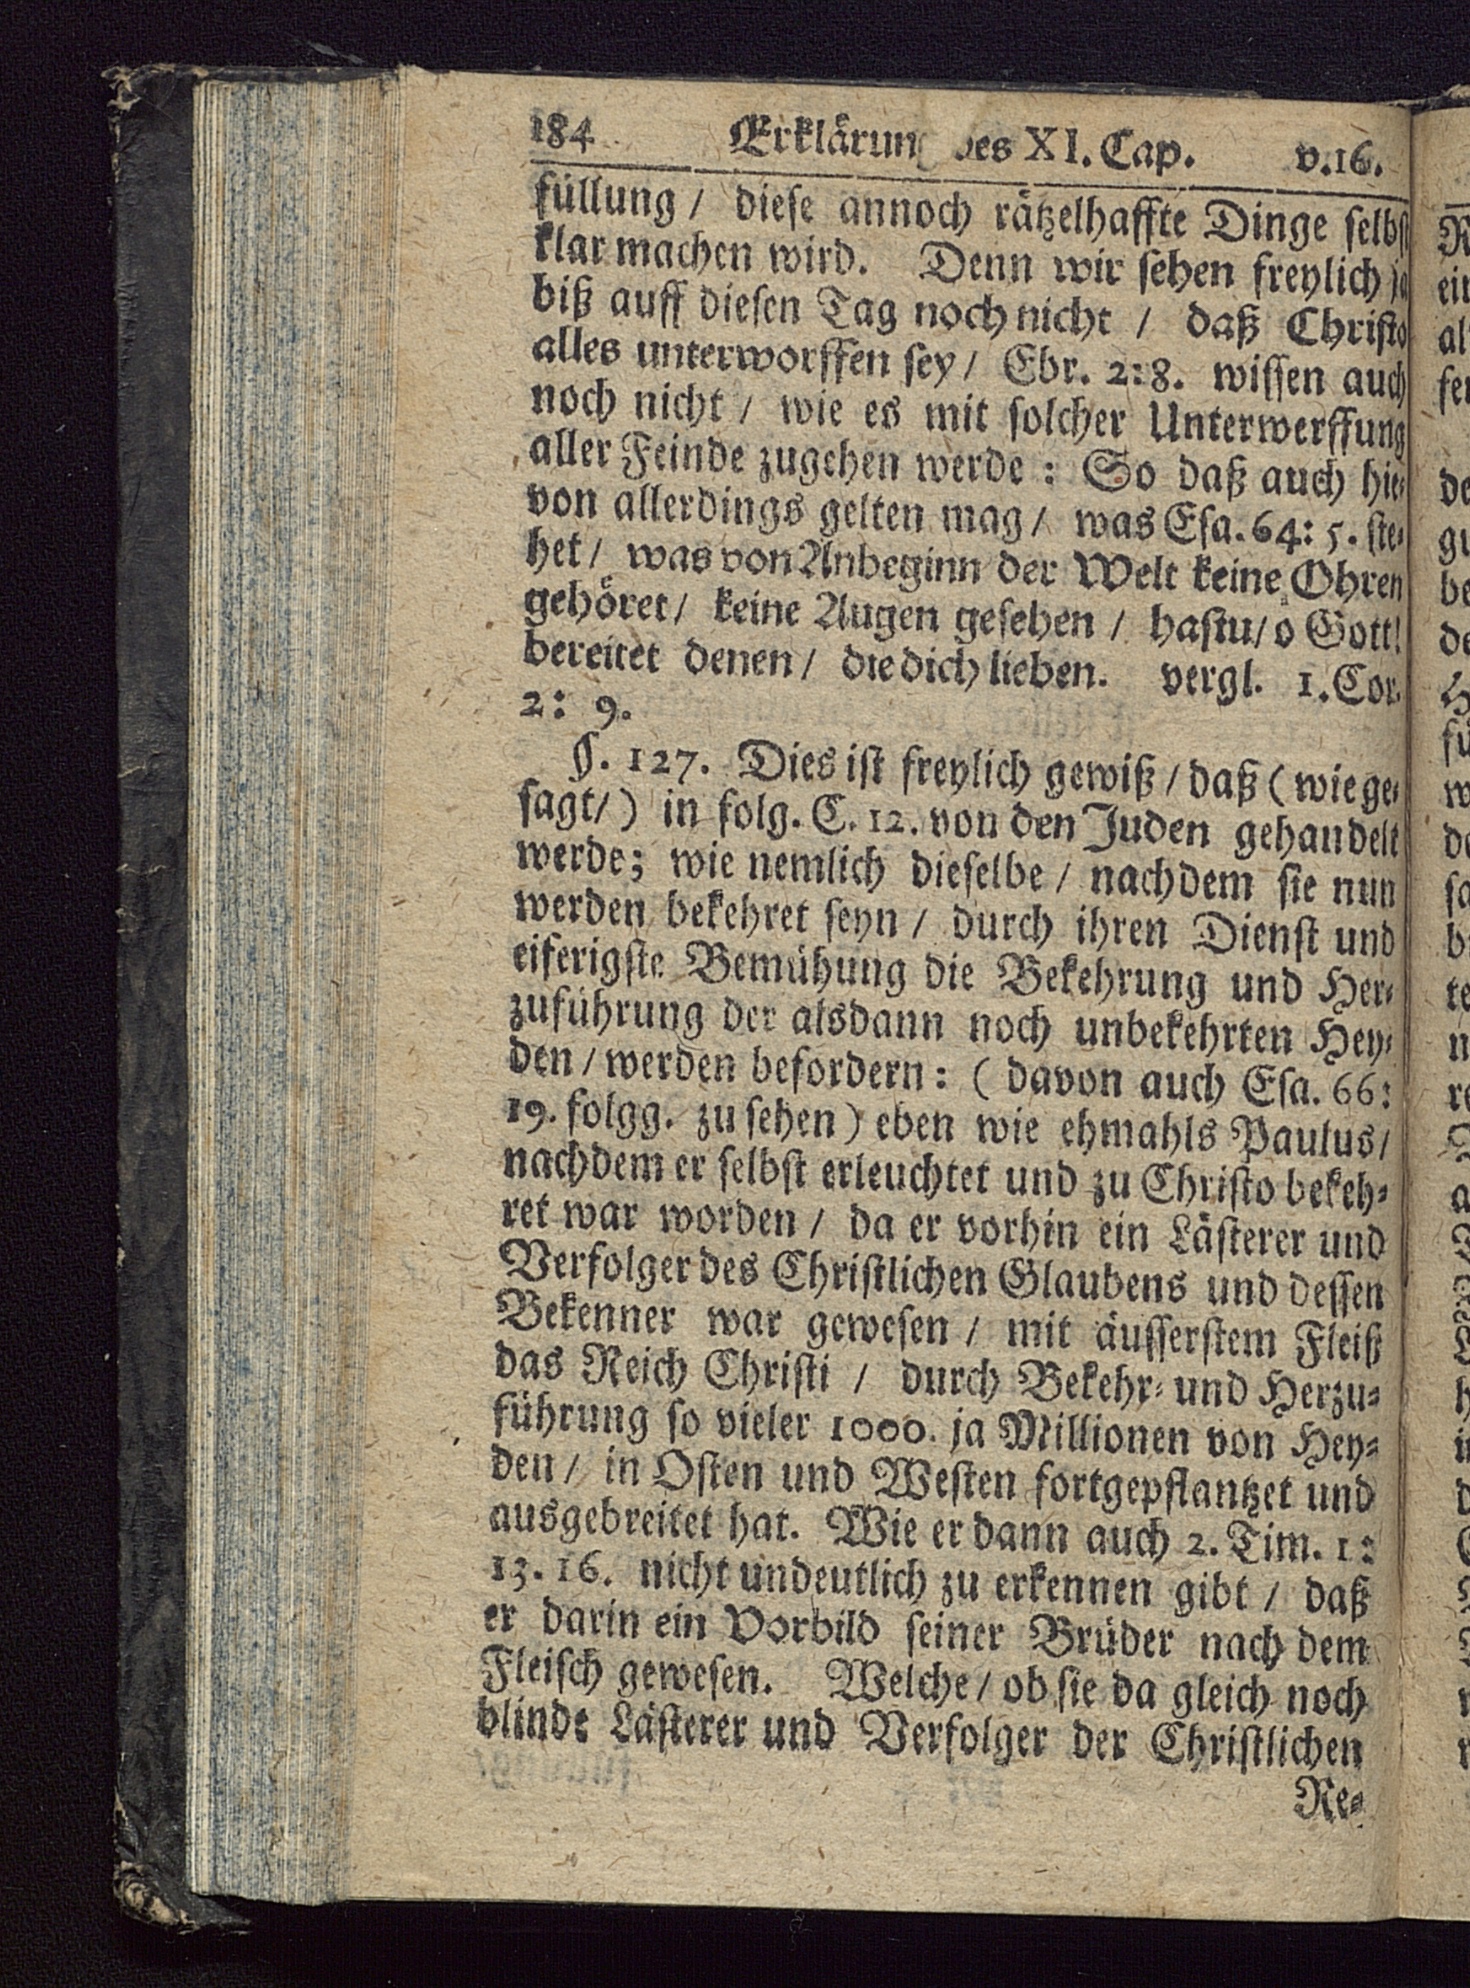 184 Erklärung des XI. Cap. v.16.
füllung / diese annoch rätzelhaffte Dinge selbst
klar machen wird. Denn wir sehen freylich ja
biß auff diesen Tag noch nicht / daß Christo
alles unterworffen sey / Ebr. 2:8. wissen auch
noch nicht / wie es mit solcher Unterwerffung
aller Feinde zugehen werde : So daß auch hie-
von allerdings gelten mag / was Esa. 64: 5. ste-
het / was von Anbeginn der Welt keine Ohren
gehöret / keine Augen gesehen / hastu / o Gott!
bereitet denen / die dich lieben. vergl. 1. Cor.
2: 9.
§. 127. Dies ist freylich gewiß / daß ( wie ge-
sagt / ) in folg. C. 12. von den Juden gehandelt
werde; wie nemlich dieselbe / nachdem sie nun
werden bekehret seyn / durch ihren Dienst und
eiferigste Bemühung die Bekehrung und Her-
zuführung der alsdann noch unbekehrten Hey-
den / werden befordern : ( davon auch Esa. 66:
19. folgg. zu sehen ) eben wie ehmahls Paulus /
nachdem er selbst erleuchtet und zu Christo bekeh-
ret war worden / da er vorhin ein Lästerer und
Verfolger des Christlichen Glaubens und dessen
Bekenner war gewesen / mit äusserstem Fleiß
das Reich Christi / durch Bekehr- und Herzu-
führung so vieler 1000. ja Millionen von Hey-
den / in Osten und Westen fortgepflantzet und
ausgebreitet hat. Wie er dann auch 2. Tim. 1:
13. 16. nicht undeutlich zu erkennen gibt / daß
er darin ein Vorbild seiner Brüder nach dem
Fleisch gewesen. Welche / ob sie da gleich noch
blinde Lästerer und Verfolger der Christlichen
Re-